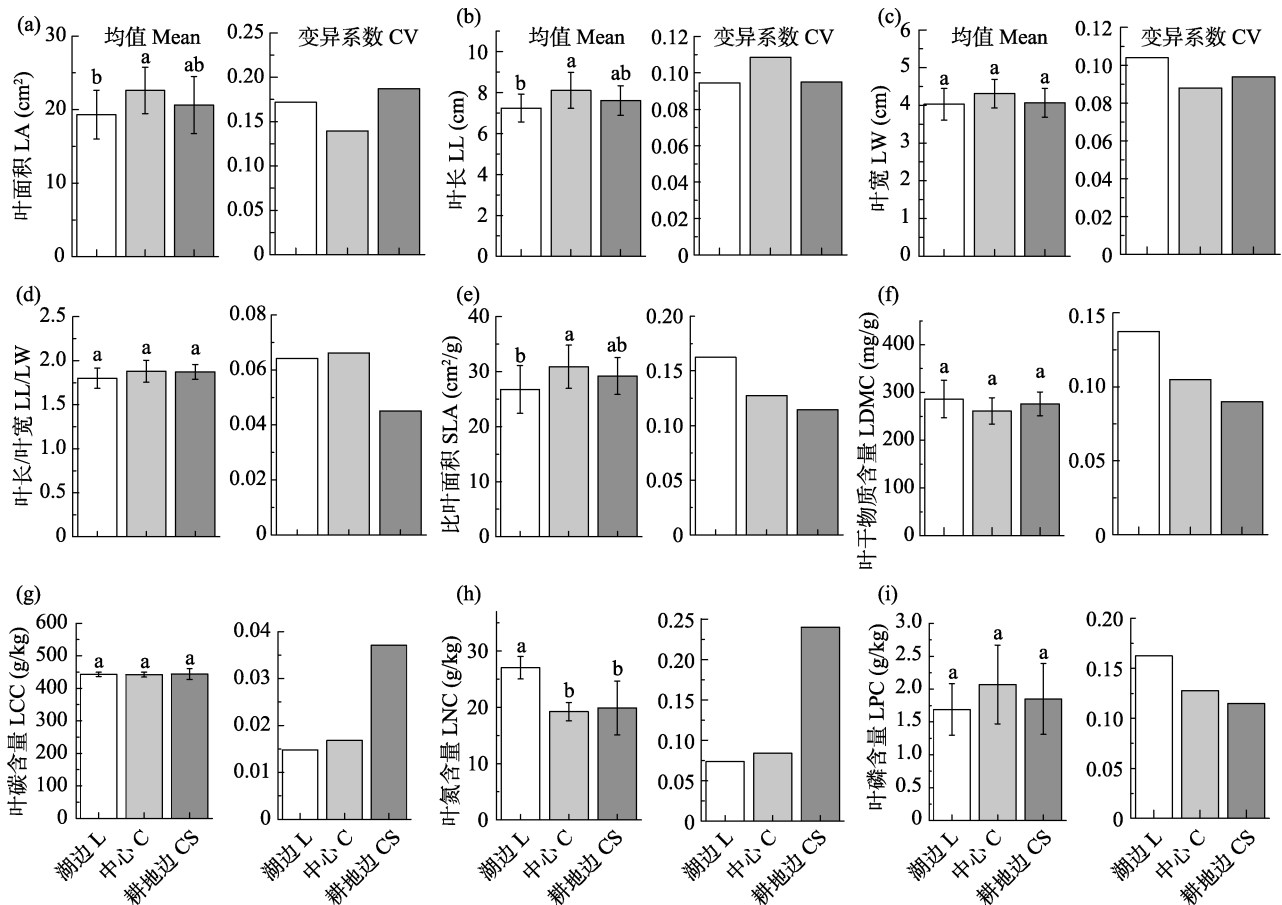 (a)
均值 Mean
变异系数 CV
叶面积 LA (cm²)
30
20
10
0
b
a
ab
0.25
0.20
0.15
0.10
0.05
0
(b)
均值 Mean
变异系数 CV
叶长 LL (cm)
10
8
6
4
2
0
b
a
ab
0.12
0.10
0.08
0.06
0.04
0.02
0.00
(c)
均值 Mean
变异系数 CV
叶宽 LW (cm)
6
5
4
3
2
1
0
a
a
a
0.12
0.10
0.08
0.06
0.04
0.02
0.00
(d)
叶长/叶宽 LL/LW
2.5
2.0
1.5
1.0
0.5
0
a
a
a
0.08
0.06
0.04
0.02
0
(e)
比叶面积 SLA (cm²/g)
40
30
20
10
0
b
a
ab
0.20
0.15
0.10
0.05
0
(f)
叶干物质含量 LDMC (mg/g)
400
300
200
100
0
a
a
a
0.15
0.10
0.05
0
(g)
叶碳含量 LCC (g/kg)
600
500
400
300
200
100
0
a
a
a
0.04
0.03
0.02
0.01
0
(h)
叶氮含量 LNC (g/kg)
30
20
10
0
a
b
b
0.25
0.20
0.15
0.10
0.05
0
(i)
叶磷含量 LPC (g/kg)
3.0
2.5
2.0
1.5
1.0
0.5
0
a
a
a
0.20
0.15
0.10
0.05
0
湖边 L
中心 C
耕地边 CS
湖边 L
中心 C
耕地边 CS
湖边 L
中心 C
耕地边 CS
湖边 L
中心 C
耕地边 CS
湖边 L
中心 C
耕地边 CS
湖边 L
中心 C
耕地边 CS